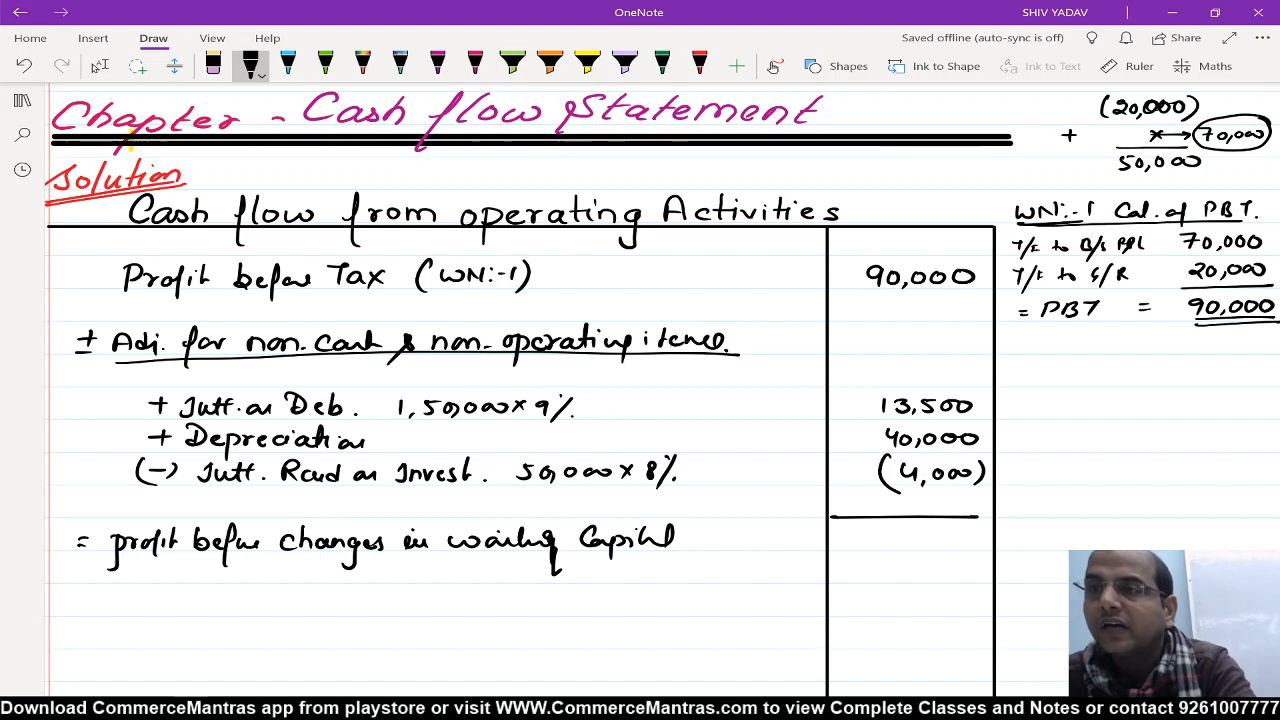 OneNote
SHIV YADAV
Home Insert Draw View Help
Saved offline (auto-sync is off)
Share
Shapes
Ink to Shape
Ink to Text
Ruler
Maths
Chapter - Cash flow Statement
(20,000)
+ x → 70,000
50,000
Solution
Cash flow from operating Activities
WN:-1 Cal. of PBT.
T/f to B/s Bal 70,000
T/f to G/R 20,000
= PBT = 90,000
Profit before Tax (WN:-1) 90,000
± Adj. for non-cash & non-operating items.
+ Intt. on Deb. 1,50,000 x 9% 13,500
+ Depreciation 40,000
(-) Intt. Recd on Invest. 50,000 x 8% (4,000)
= profit before changes in working Capital
Download CommerceMantras app from playstore or visit WWW.CommerceMantras.com to view Complete Classes and Notes or contact 9261007777